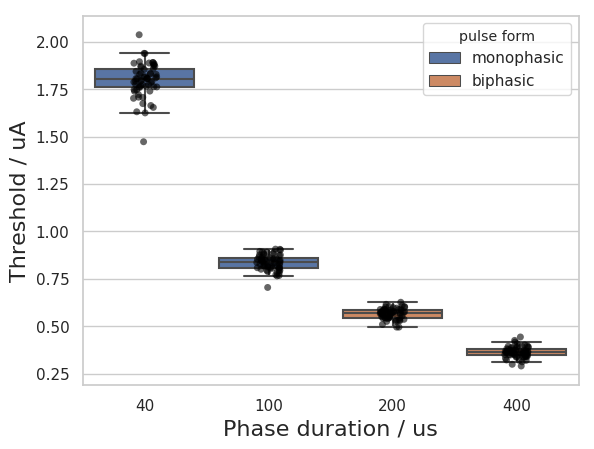 pulse form
monophasic
biphasic
2.00
1.75
1.50
1.25
1.00
0.75
0.50
0.25
Threshold / uA
40 100 200 400
Phase duration / us